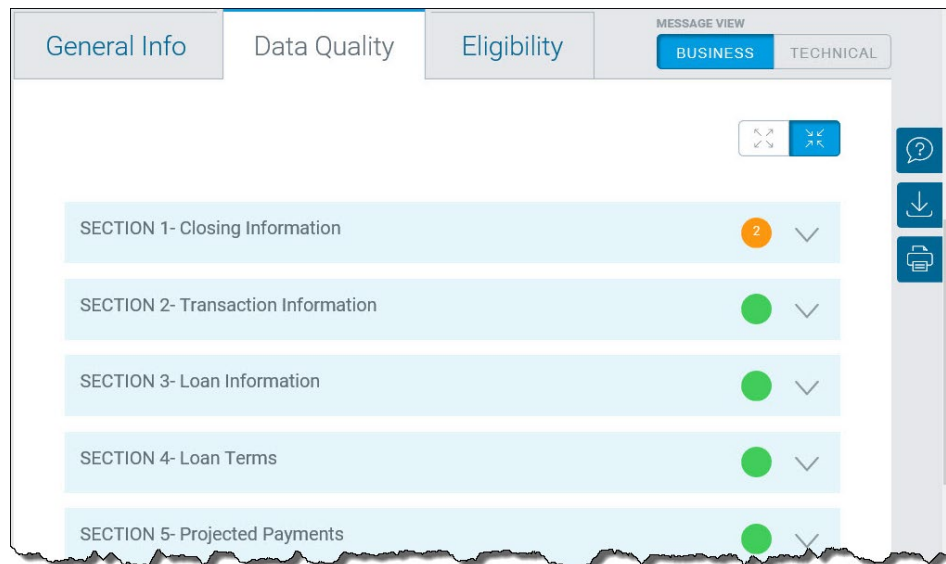 General Info
Data Quality
Eligibility
MESSAGE VIEW
BUSINESS
TECHNICAL
SECTION 1- Closing Information
2
SECTION 2- Transaction Information
SECTION 3- Loan Information
SECTION 4- Loan Terms
SECTION 5- Projected Payments